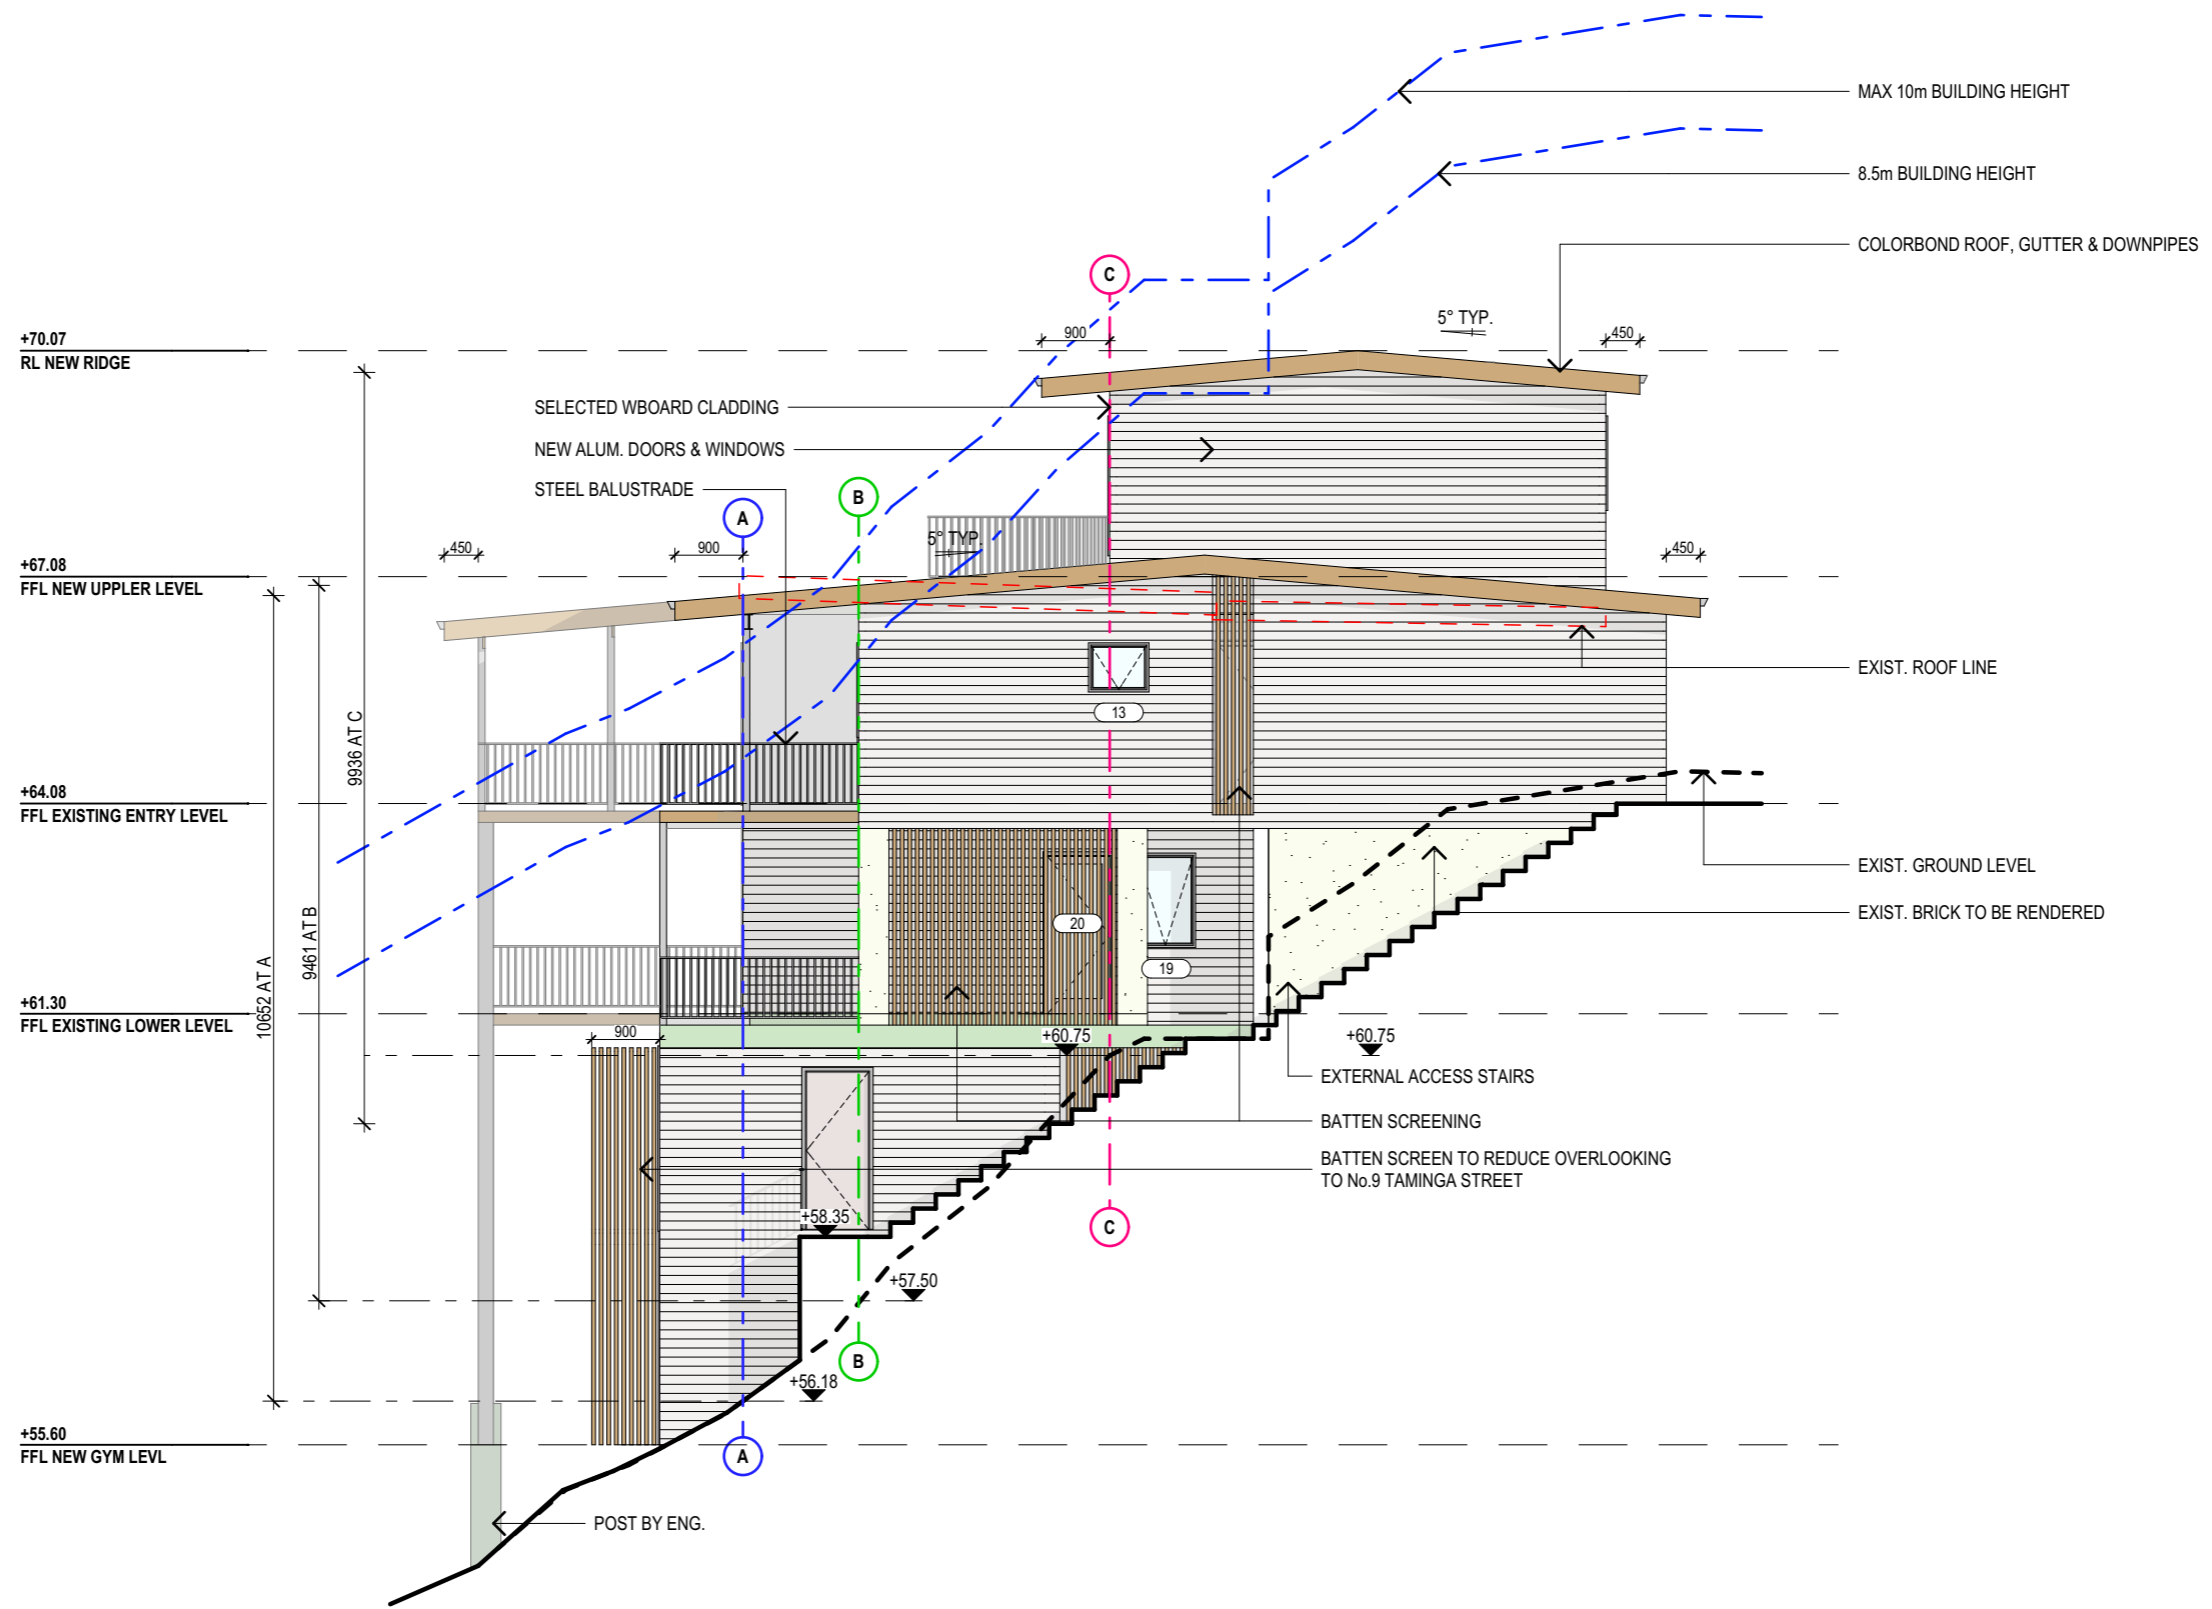 MAX 10m BUILDING HEIGHT
8.5m BUILDING HEIGHT
COLORBOND ROOF, GUTTER & DOWNPIPES
C
5° TYP.
900
450
+70.07
RL NEW RIDGE
SELECTED WBOARD CLADDING
NEW ALUM. DOORS & WINDOWS
STEEL BALUSTRADE
B
A
5° TYP.
450
900
450
+67.08
FFL NEW UPPLER LEVEL
EXIST. ROOF LINE
13
9936 AT C
+64.08
FFL EXISTING ENTRY LEVEL
EXIST. GROUND LEVEL
EXIST. BRICK TO BE RENDERED
20
19
9461 AT B
10652 AT A
+61.30
FFL EXISTING LOWER LEVEL
900
+60.75
+60.75
EXTERNAL ACCESS STAIRS
BATTEN SCREENING
BATTEN SCREEN TO REDUCE OVERLOOKING
TO No.9 TAMINGA STREET
+58.35
C
+57.50
B
+56.18
+55.60
FFL NEW GYM LEVL
A
POST BY ENG.